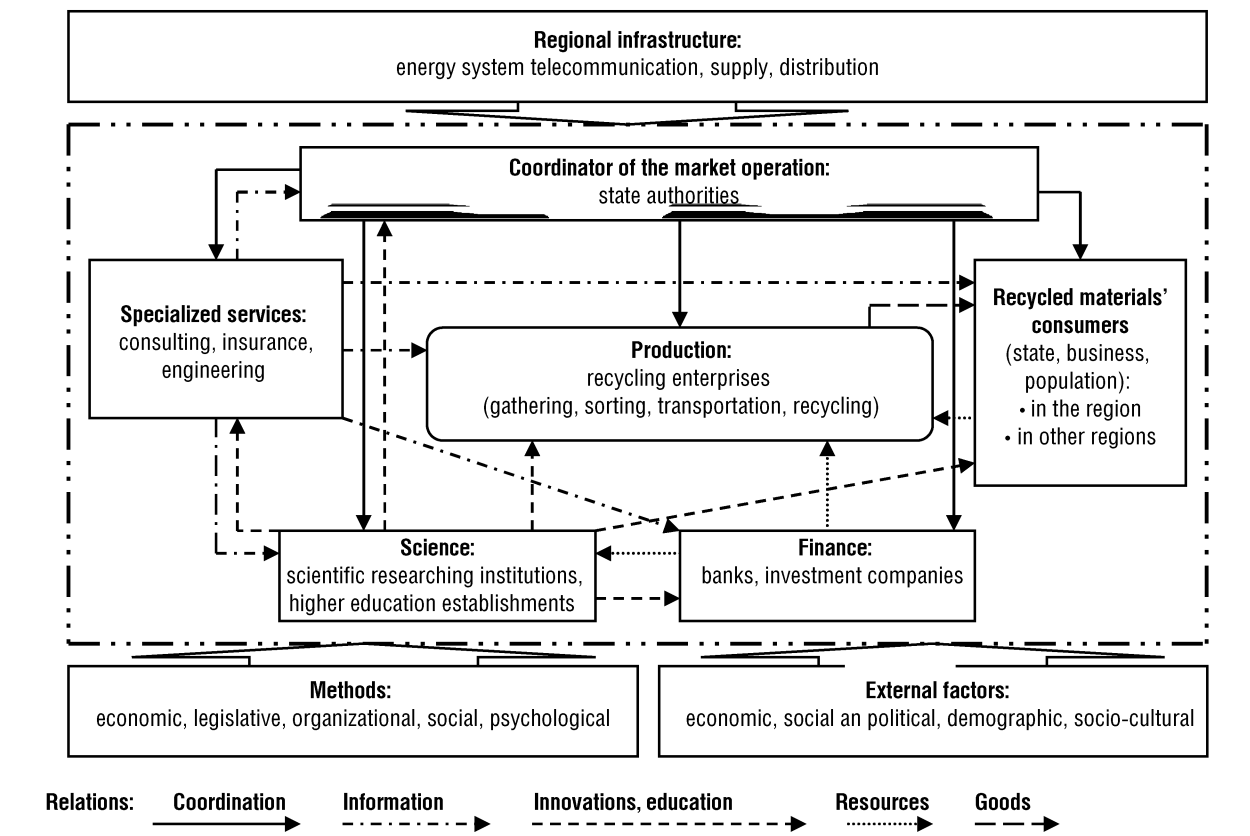 Regional infrastructure:
energy system telecommunication, supply, distribution
Coordinator of the market operation:
state authorities
Specialized services:
consulting, insurance,
engineering
Production:
recycling enterprises
(gathering, sorting, transportation, recycling)
Recycled materials’
consumers
(state, business,
population):
• in the region
• in other regions
Science:
scientific researching institutions,
higher education establishments
Finance:
banks, investment companies
Methods:
economic, legislative, organizational, social, psychological
External factors:
economic, social an political, demographic, socio-cultural
Relations: Coordination Information Innovations, education Resources Goods